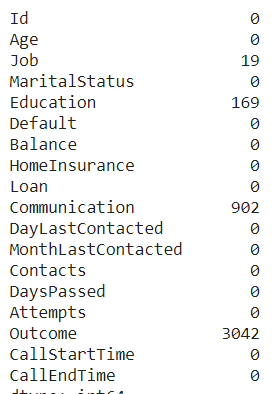 Id 0
Age 0
Job 19
MaritalStatus 0
Education 169
Default 0
Balance 0
HomeInsurance 0
Loan 0
Communication 902
DayLastContacted 0
MonthLastContacted 0
Contacts 0
DaysPassed 0
Attempts 0
Outcome 3042
CallStartTime 0
CallEndTime 0
dtype: int64